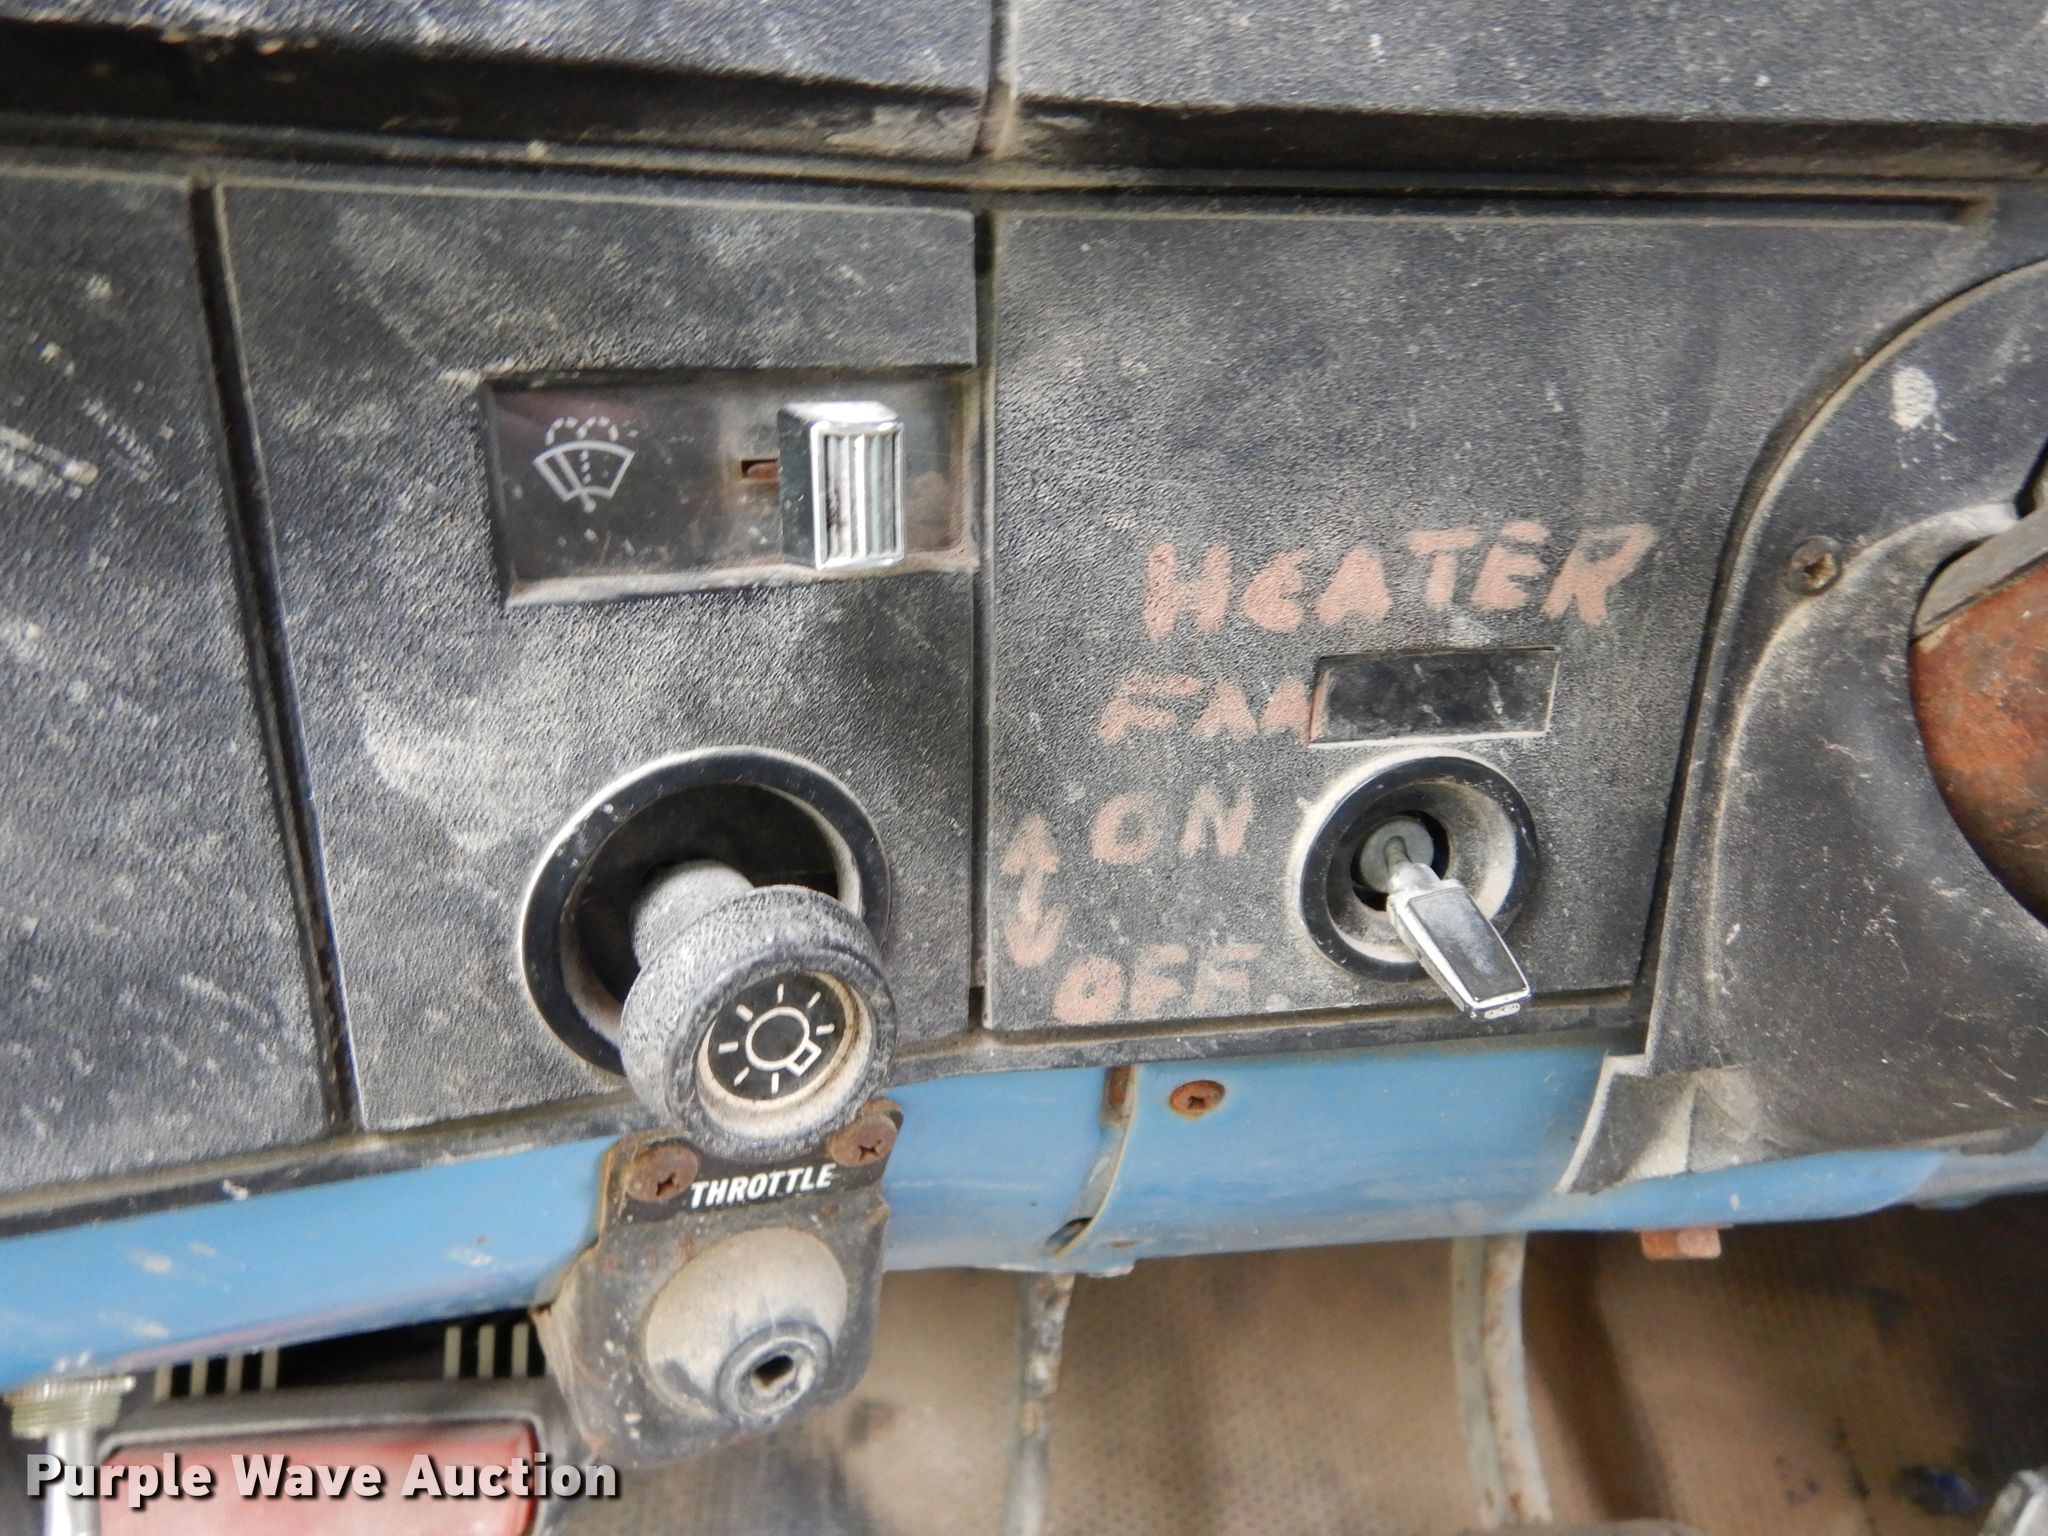 HEATER
FAN
ON
OFF
THROTTLE
Purple Wave Auction